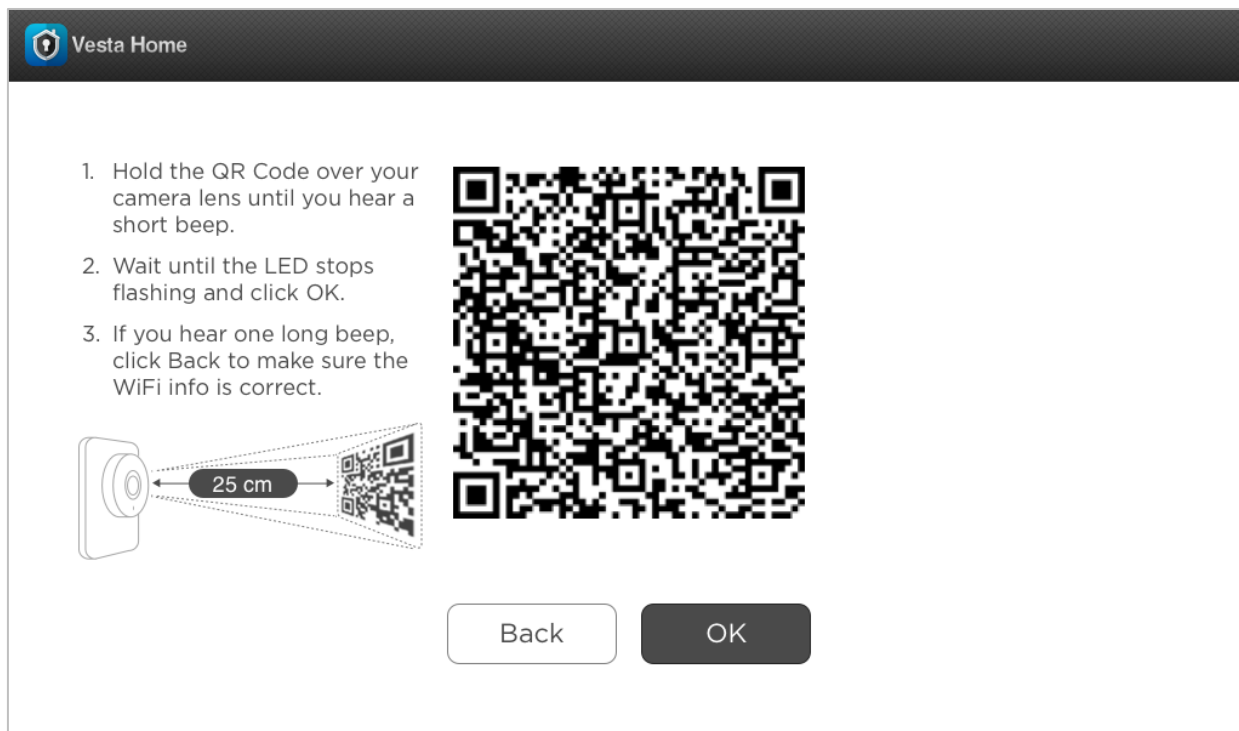 Vesta Home
1. Hold the QR Code over your
camera lens until you hear a
short beep.
2. Wait until the LED stops
flashing and click OK.
3. If you hear one long beep,
click Back to make sure the
WiFi info is correct.
25 cm
Back
OK